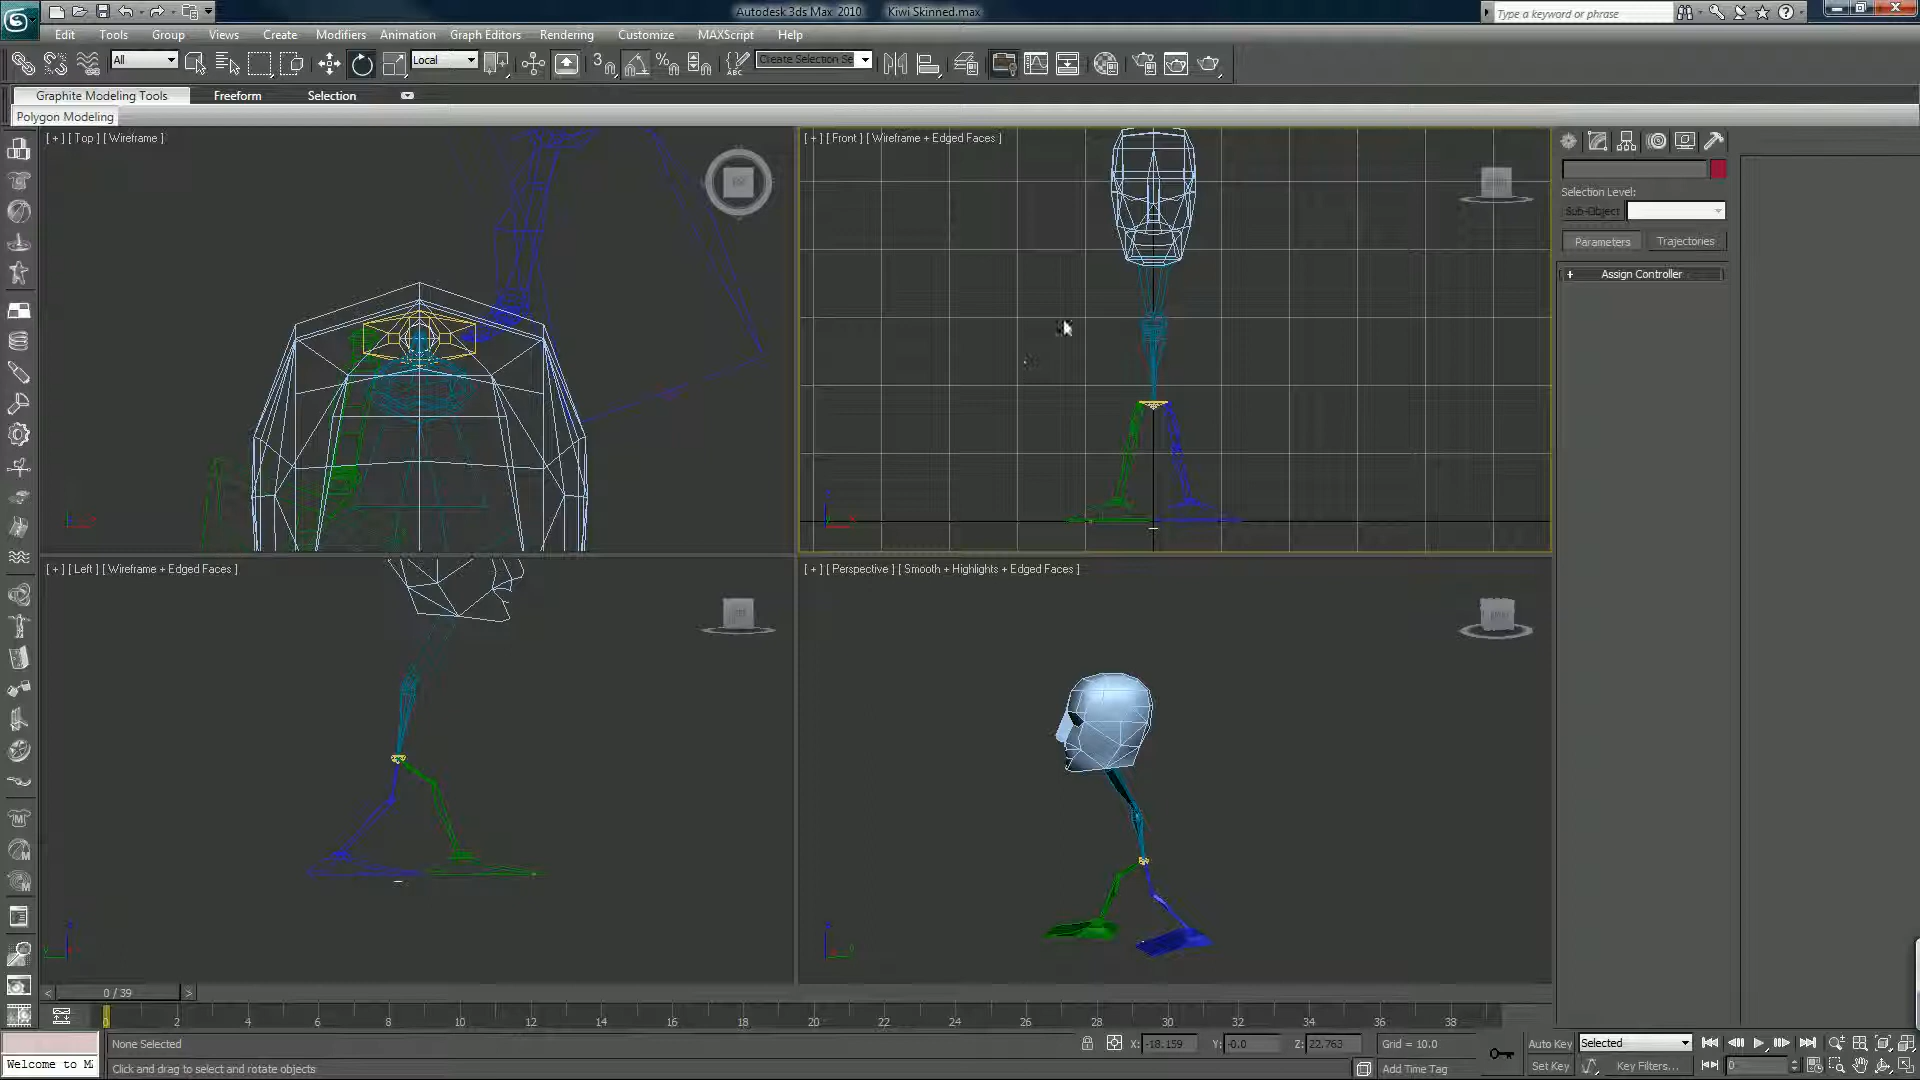 Autodesk 3ds Max 2010 Kiwi Skinned.max
Type a keyword or phrase
Edit Tools Group Views Create Modifiers Animation Graph Editors Rendering Customize MAXScript Help
All Local 3 % ABC Create Selection Se
Graphite Modeling Tools Freeform Selection
Polygon Modeling
[ + ] [ Top ] [ Wireframe ]
[ + ] [ Front ] [ Wireframe + Edged Faces ]
Selection Level:
Sub-Object
Parameters Trajectories
+ Assign Controller
[ + ] [ Left ] [ Wireframe + Edged Faces ]
[ + ] [ Perspective ] [ Smooth + Highlights + Edged Faces ]
< 0 / 39 >
0 2 4 6 8 10 12 14 16 18 20 22 24 26 28 30 32 34 36 38
None Selected X: -18.159 Y: -0.0 Z: 22.763 Grid = 10.0 Auto Key Selected
Welcome to M Click and drag to select and rotate objects Add Time Tag Set Key Key Filters... 0